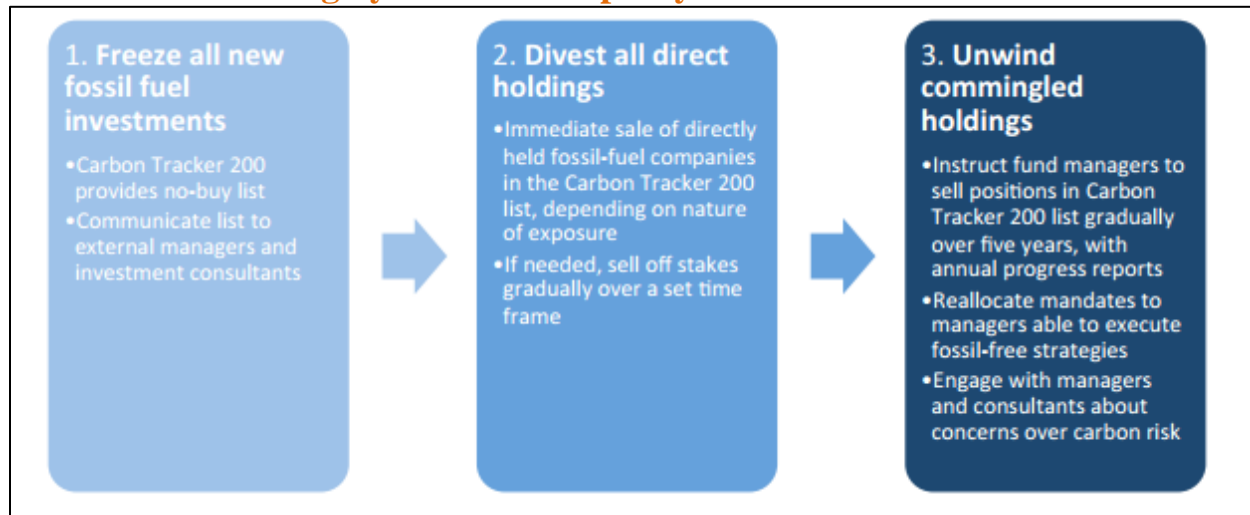 1. Freeze all new
fossil fuel
investments
•Carbon Tracker 200
provides no-buy list
•Communicate list to
external managers and
investment consultants
2. Divest all direct
holdings
•Immediate sale of directly
held fossil-fuel companies
in the Carbon Tracker 200
list, depending on nature
of exposure
•If needed, sell off stakes
gradually over a set time
frame
3. Unwind
commingled
holdings
•Instruct fund managers to
sell positions in Carbon
Tracker 200 list gradually
over five years, with
annual progress reports
•Reallocate mandates to
managers able to execute
fossil-free strategies
•Engage with managers
and consultants about
concerns over carbon risk